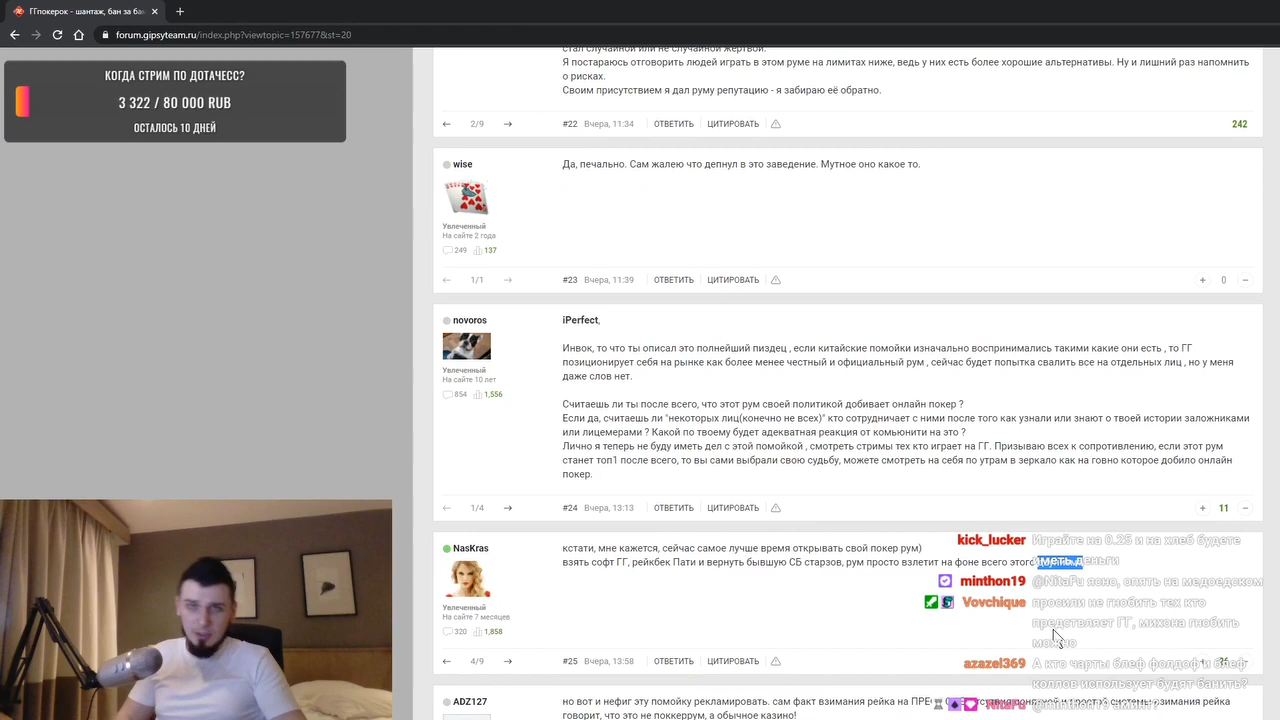 ГГпокерок - шантаж, бан за ба
forum.gipsyteam.ru/index.php?viewtopic=157677&st=20
КОГДА СТРИМ ПО ДОТАЧЕСС?
3 322 / 80 000 RUB
ОСТАЛОСЬ 10 ДНЕЙ
стал случайной или не случайной жертвой.
Я постараюсь отговорить людей играть в этом руме на лимитах ниже, ведь у них есть более хорошие альтернативы. Ну и лишний раз напомнить
о рисках.
Своим присутствием я дал руму репутацию - я забираю её обратно.
2/9 #22 Вчера, 11:34 ОТВЕТИТЬ ЦИТИРОВАТЬ 242
wise
Да, печально. Сам жалею что депнул в это заведение. Мутное оно какое то.
Увлеченный
На сайте 2 года
249 137
1/1 #23 Вчера, 11:39 ОТВЕТИТЬ ЦИТИРОВАТЬ + 0 −
novoros
iPerfect,
Инвок, то что ты описал это полнейший пиздец , если китайские помойки изначально воспринимались такими какие они есть , то ГГ
позиционирует себя на рынке как более менее честный и официальный рум , сейчас будет попытка свалить все на отдельных лиц , но у меня
даже слов нет.
Увлеченный
На сайте 10 лет
854 1,556
Считаешь ли ты после всего, что этот рум своей политикой добивает онлайн покер ?
Если да, считаешь ли "некоторых лиц(конечно не всех)" кто сотрудничает с ними после того как узнали или знают о твоей истории заложниками
или лицемерами ? Какой по твоему будет адекватная реакция от комьюнити на это ?
Лично я теперь не буду иметь дел с этой помойкой , смотреть стримы тех кто играет на ГГ. Призываю всех к сопротивлению, если этот рум
станет топ1 после всего, то вы сами выбрали свою судьбу, можете смотреть на себя по утрам в зеркало как на говно которое добило онлайн
покер.
1/4 #24 Вчера, 13:13 ОТВЕТИТЬ ЦИТИРОВАТЬ + 11 −
NasKras
кстати, мне кажется, сейчас самое лучше время открывать свой покер рум)
взять софт ГГ, рейкбек Пати и вернуть бывшую СБ старзов, рум просто взлетит на фоне всего этого
Увлеченный
На сайте 7 месяцев
320 1,858
4/9 #25 Вчера, 13:58 ОТВЕТИТЬ ЦИТИРОВАТЬ
kick_lucker Играйте на 0.25 и на хлеб будете
иметь деньги
minthon19 @NitaFu ясно, опять на медоедском
Vovchique просили не гнобить тех кто
предстпвляет ГГ, михона гнобить
можно
azazel369 А кто чарты блеф фолдоф и блеф
коллов использует будят банить?
NitaFu
ADZ127
но вот и нефиг эту помойку рекламировать. сам факт взимания рейка на
говорит, что это не поккеррум, а обычное казино!